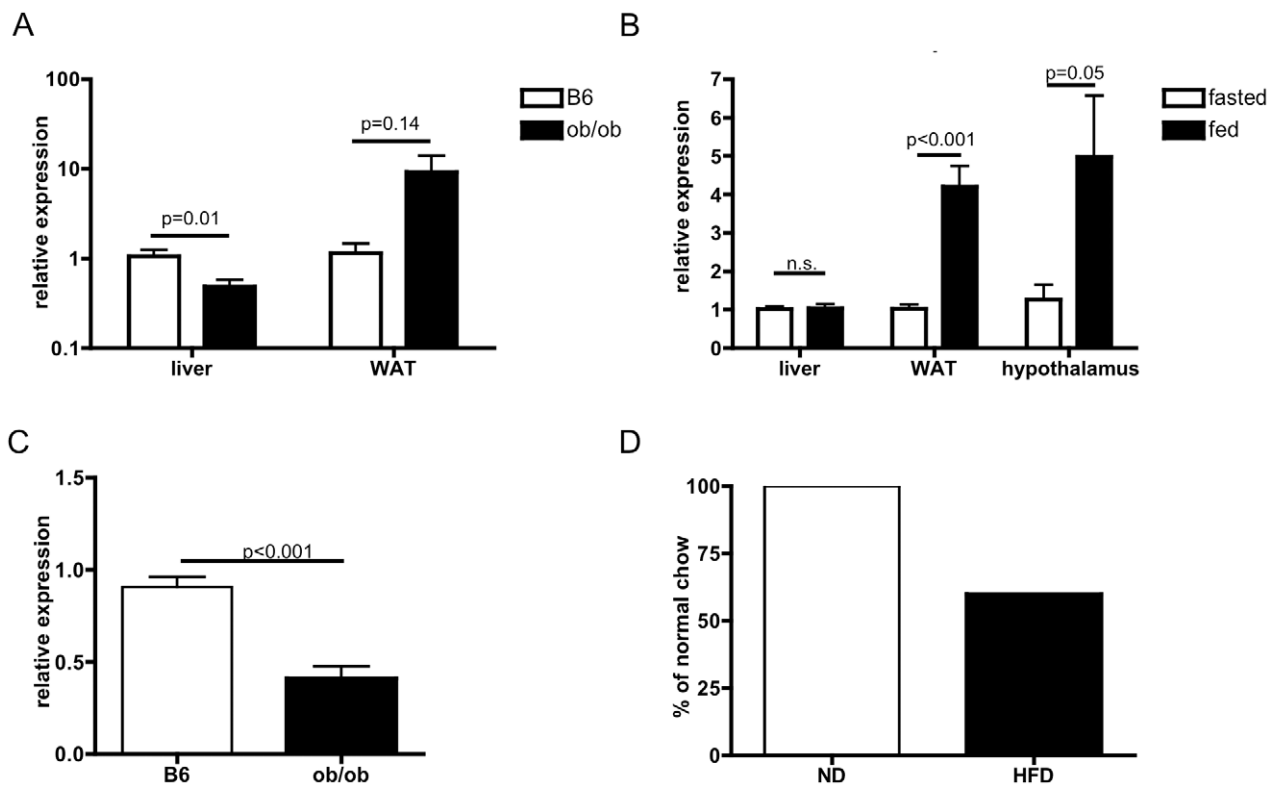 A
relative expression
100
10
1
0.1
p=0.01
p=0.14
liver
WAT
B6
ob/ob
B
relative expression
7
6
5
4
3
2
1
0
n.s.
p<0.001
p=0.05
liver
WAT
hypothalamus
fasted
fed
C
relative expression
1.5
1.0
0.5
0.0
p<0.001
B6
ob/ob
D
% of normal chow
100
75
50
25
0
ND
HFD